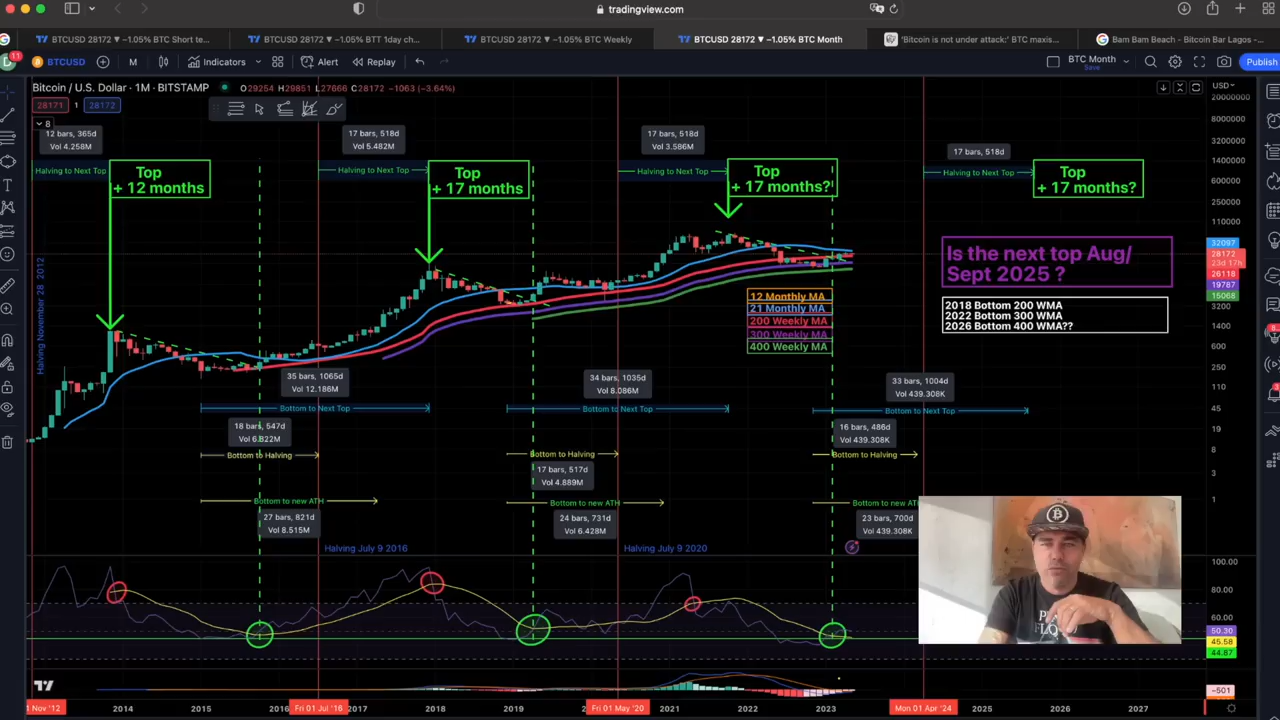 tradingview.com
BTCUSD 28172 ▼ −1.05% BTC Short te...
BTCUSD 28172 ▼ −1.05% BTT 1day ch...
BTCUSD 28172 ▼ −1.05% BTC Weekly
BTCUSD 28172 ▼ −1.05% BTC Month
'Bitcoin is not under attack:' BTC maxis...
Bam Bam Beach - Bitcoin Bar Lagos -...
11
BTCUSD
M
Indicators
Alert
Replay
BTC Month
Save
Publish
Bitcoin / U.S. Dollar · 1M · BITSTAMP
O29254 H29851 L27666 C28172 −1063 (−3.64%)
USD
28171
1
28172
8
12 bars, 365d
Vol 4.258M
17 bars, 518d
Vol 5.482M
17 bars, 518d
Vol 3.586M
17 bars, 518d
Halving to Next Top
Halving to Next Top
Halving to Next Top
Halving to Next Top
Top
+ 12 months
Top
+ 17 months
Top
+ 17 months?
Top
+ 17 months?
Halving November 28 2012
Is the next top Aug/
Sept 2025 ?
2018 Bottom 200 WMA
2022 Bottom 300 WMA
2026 Bottom 400 WMA??
12 Monthly MA
21 Monthly MA
200 Weekly MA
300 Weekly MA
400 Weekly MA
35 bars, 1065d
Vol 12.186M
34 bars, 1035d
Vol 8.086M
33 bars, 1004d
Vol 439.308K
Bottom to Next Top
Bottom to Next Top
Bottom to Next Top
18 bars, 547d
Vol 6.822M
16 bars, 486d
Vol 439.308K
Bottom to Halving
Bottom to Halving
Bottom to Halving
17 bars, 517d
Vol 4.889M
Bottom to new ATH
Bottom to new ATH
Bottom to new ATH
27 bars, 821d
Vol 8.515M
24 bars, 731d
Vol 6.428M
23 bars, 700d
Vol 439.308K
Halving July 9 2016
Halving July 9 2020
20000000
8000000
3200000
1400000
600000
250000
110000
32097
28172
23d 17h
26118
19787
15068
3200
1400
600
250
110
45
19
8
3
1
100.00
80.00
60.00
50.30
45.58
44.87
−501
1 Nov '12
2014
2015
Fri 01 Jul '16
2017
2018
2019
Fri 01 May '20
2021
2022
2023
Mon 01 Apr '24
2025
2026
2027